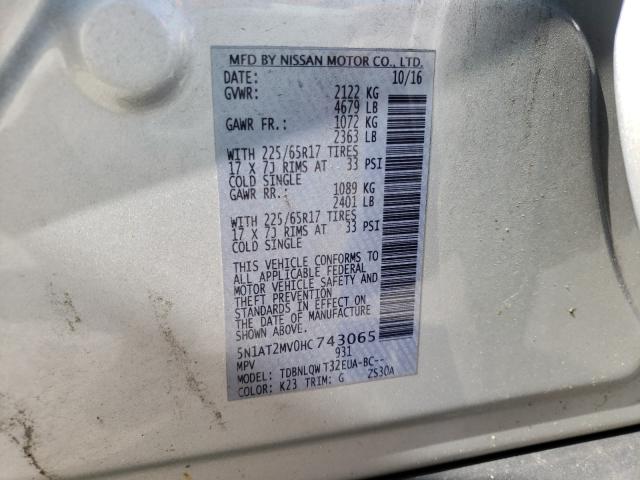 MFD BY NISSAN MOTOR CO., LTD.
DATE: 10/16
GVWR: 2122 KG
4679 LB
GAWR FR.: 1072 KG
2363 LB
WITH 225/65R17 TIRES
17 X 7J RIMS AT 33 PSI
COLD SINGLE
GAWR RR.: 1089 KG
2401 LB
WITH 225/65R17 TIRES
17 X 7J RIMS AT 33 PSI
COLD SINGLE
THIS VEHICLE CONFORMS TO
ALL APPLICABLE FEDERAL
MOTOR VEHICLE SAFETY AND
THEFT PREVENTION
STANDARDS IN EFFECT ON
THE DATE OF MANUFACTURE
SHOWN ABOVE.
5N1AT2MV0HC743065
MPV 931
MODEL: TDBNLQWT32EUA-BC--
COLOR: K23 TRIM: G ZS30A